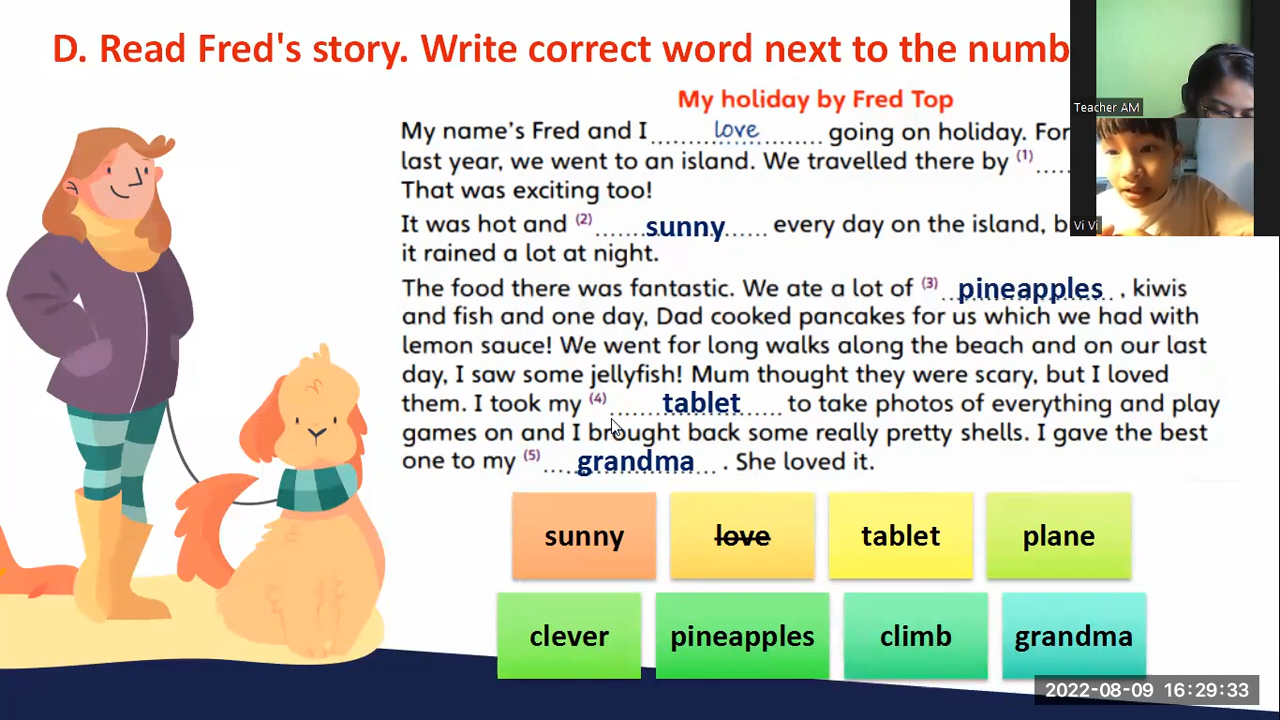 D. Read Fred's story. Write correct word next to the numb
Teacher AM
My holiday by Fred Top
My name's Fred and I love going on holiday. For
last year, we went to an island. We travelled there by (1)
That was exciting too!
Vi Vi
It was hot and (2) sunny every day on the island, b
it rained a lot at night.
The food there was fantastic. We ate a lot of (3) pineapples, kiwis
and fish and one day, Dad cooked pancakes for us which we had with
lemon sauce! We went for long walks along the beach and on our last
day, I saw some jellyfish! Mum thought they were scary, but I loved
them. I took my (4) tablet to take photos of everything and play
games on and I brought back some really pretty shells. I gave the best
one to my (5) grandma. She loved it.
sunny love tablet plane
clever pineapples climb grandma
2022-08-09 16:29:33